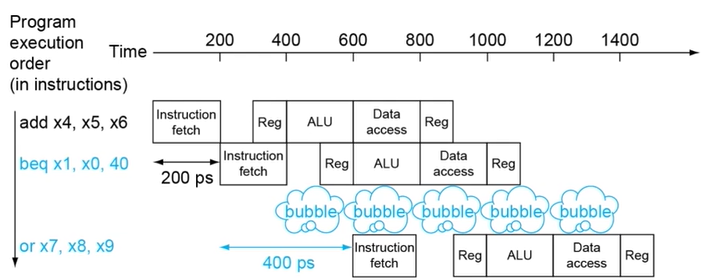 Program
execution
order
(in instructions)
Time
200 400 600 800 1000 1200 1400
add x4, x5, x6
Instruction
fetch
Reg
ALU
Data
access
Reg
beq x1, x0, 40
200 ps
Instruction
fetch
Reg
ALU
Data
access
Reg
bubble bubble bubble bubble bubble
or x7, x8, x9
400 ps
Instruction
fetch
Reg
ALU
Data
access
Reg